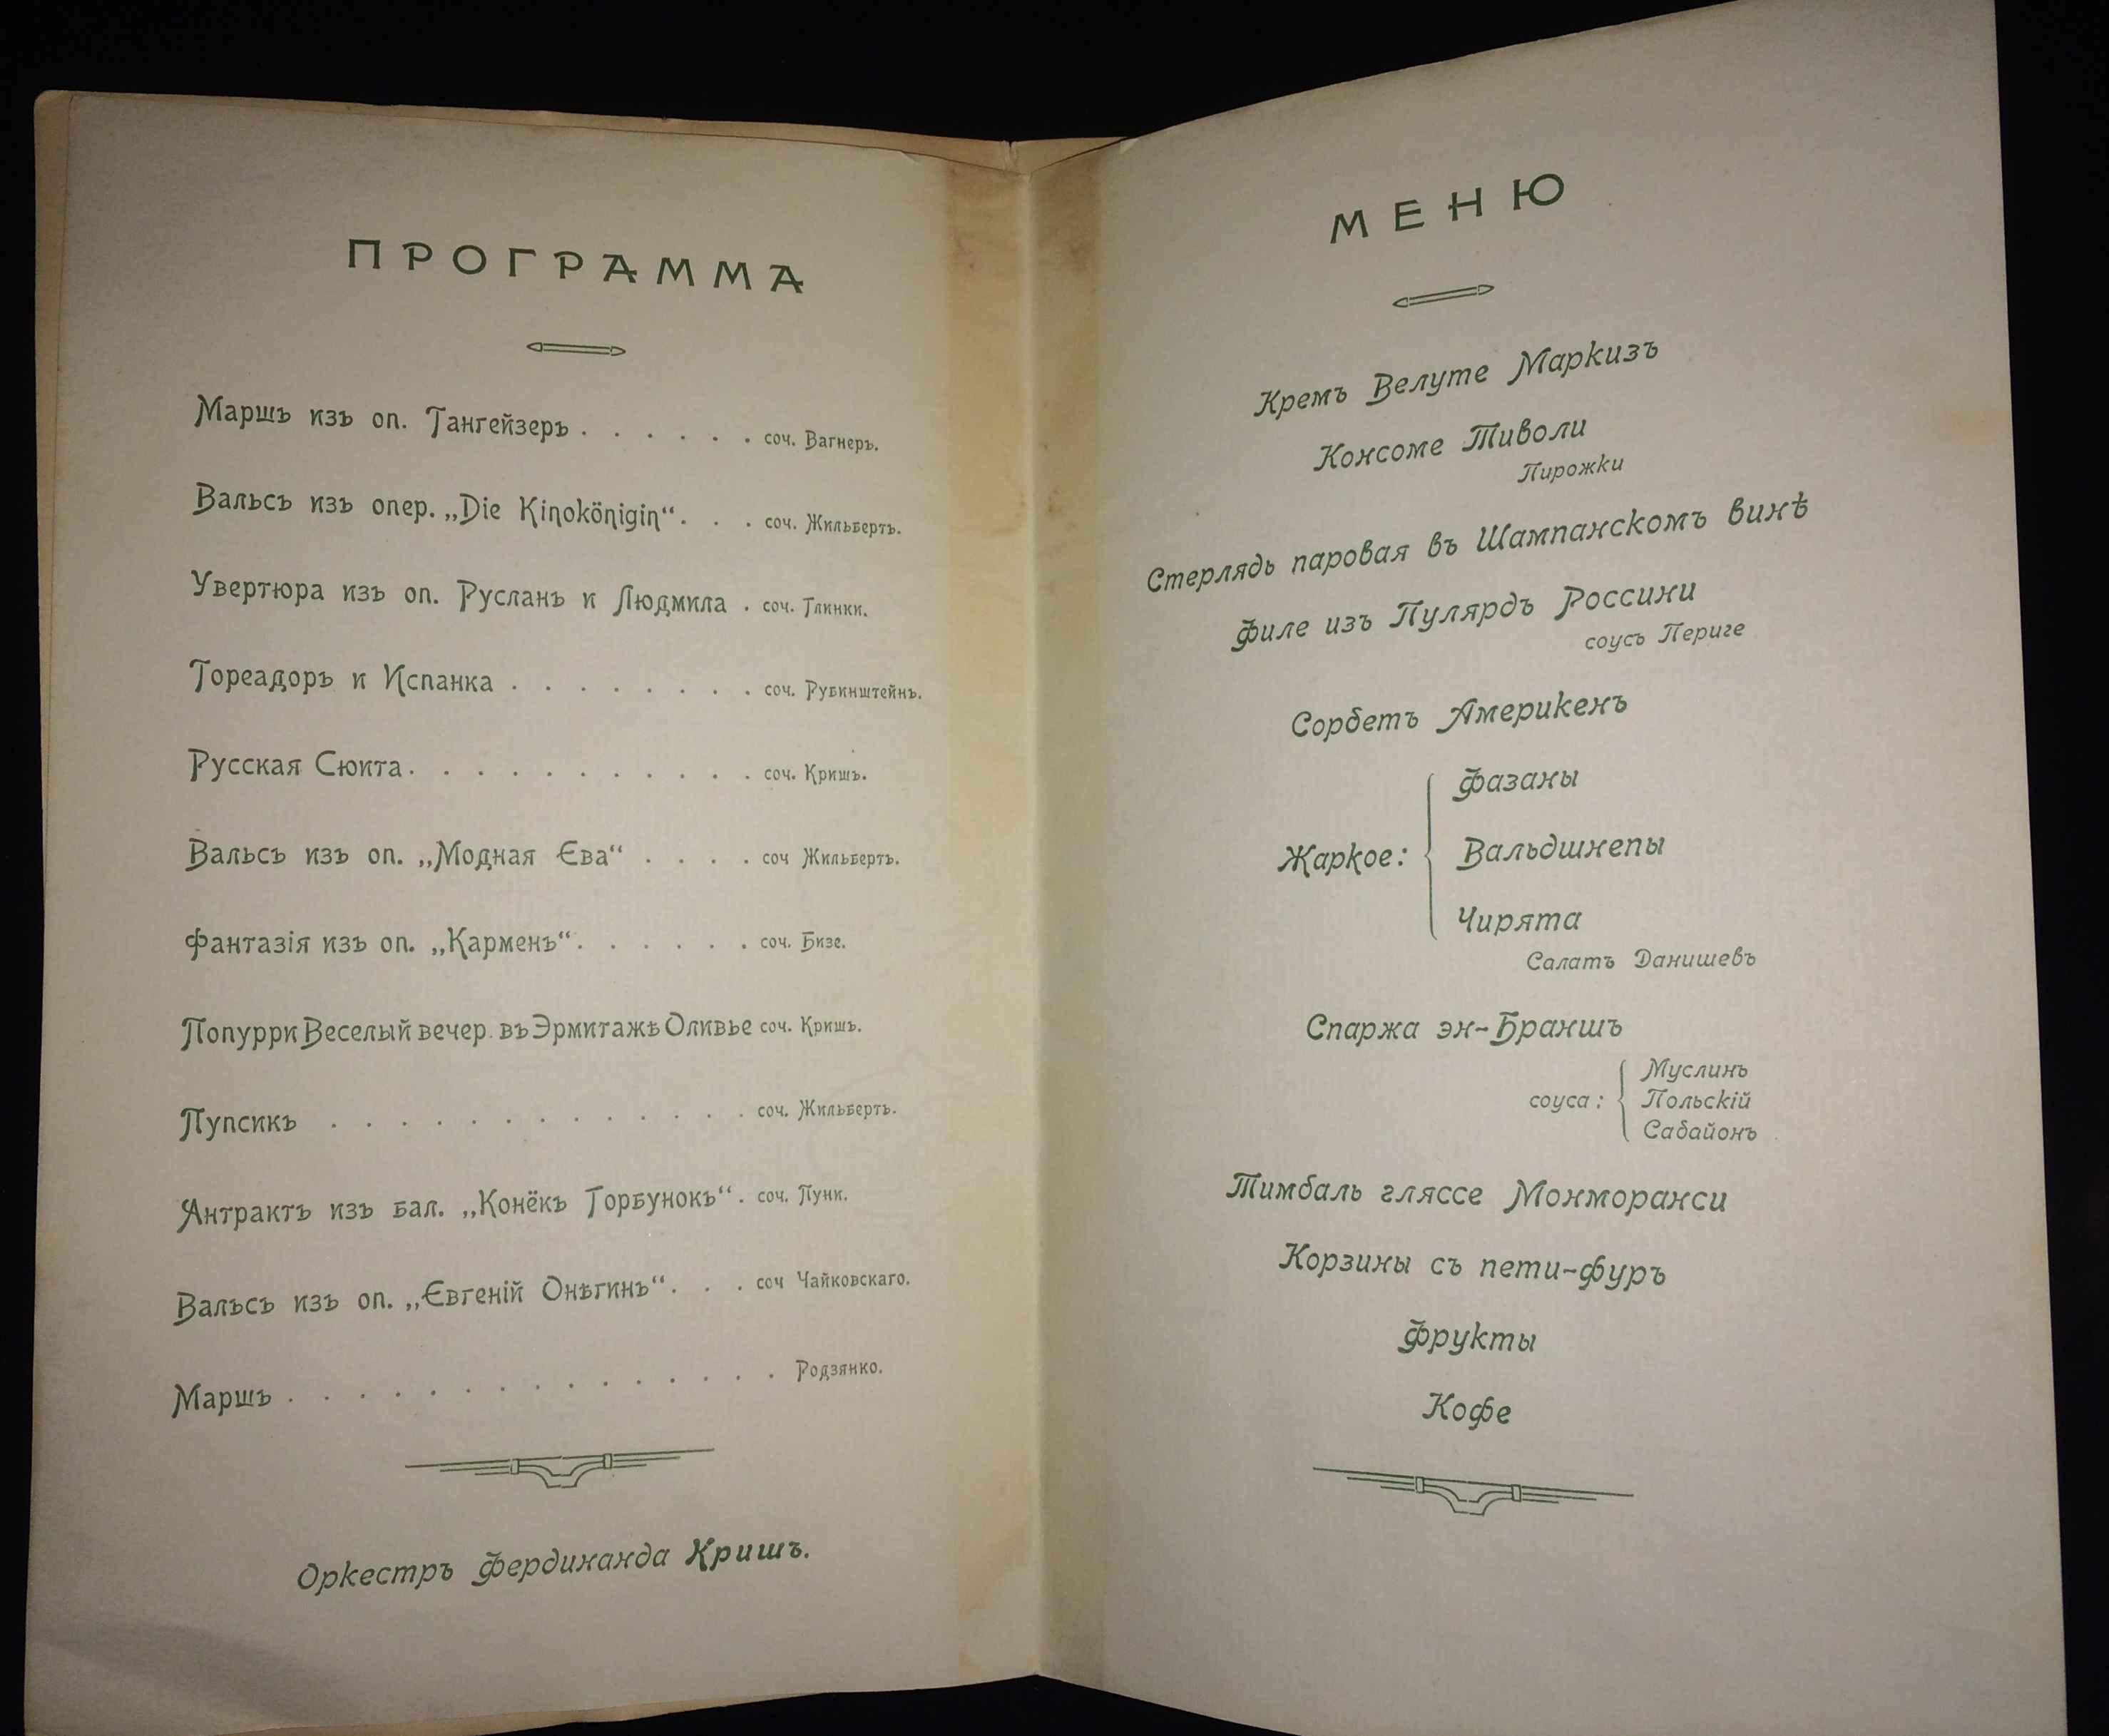 ПРОГРАММА
Маршъ изъ оп. Тангейзеръ . . . . . . соч. Вагнеръ.
Вальсъ изъ опер. „Die Kinokönigin“. . . соч. Жильбертъ.
Увертюра изъ оп. Русланъ и Людмила . соч. Глинки.
Тореадоръ и Испанка . . . . . . . . соч. Рубинштейнъ.
Русская Сюита. . . . . . . . . . . соч. Кришъ.
Вальсъ изъ оп. „Модная Ева“ . . . . соч Жильбертъ.
Фантазія изъ оп. „Карменъ“. . . . . . соч. Бизе.
Попурри Веселый вечер. въ Эрмитажѣ Оливье соч. Кришъ.
Пупсикъ . . . . . . . . . . . . . соч. Жильбертъ.
Антрактъ изъ бал. „Конёкъ Горбунокъ“. соч. Пуни.
Вальсъ изъ оп. „Евгеній Онѣгинъ“. . . соч Чайковскаго.
Маршъ . . . . . . . . . . . . . . . Родзянко.
Оркестръ Фердинанда Кришъ.
МЕНЮ
Кремъ Велуте Маркизъ
Консоме Тиволи
Пирожки
Стерлядь паровая въ Шампанскомъ винѣ
Филе изъ Пулярдъ Россини
соусъ Периге
Сорбетъ Америкенъ
Фазаны
Жаркое: Вальдшнепы
Чирята
Салатъ Данишевъ
Спаржа эн-Браншъ
Муслинъ
соуса: Польскій
Сабайонъ
Тимбаль гляссе Монморанси
Корзины съ пети-фуръ
Фрукты
Кофе